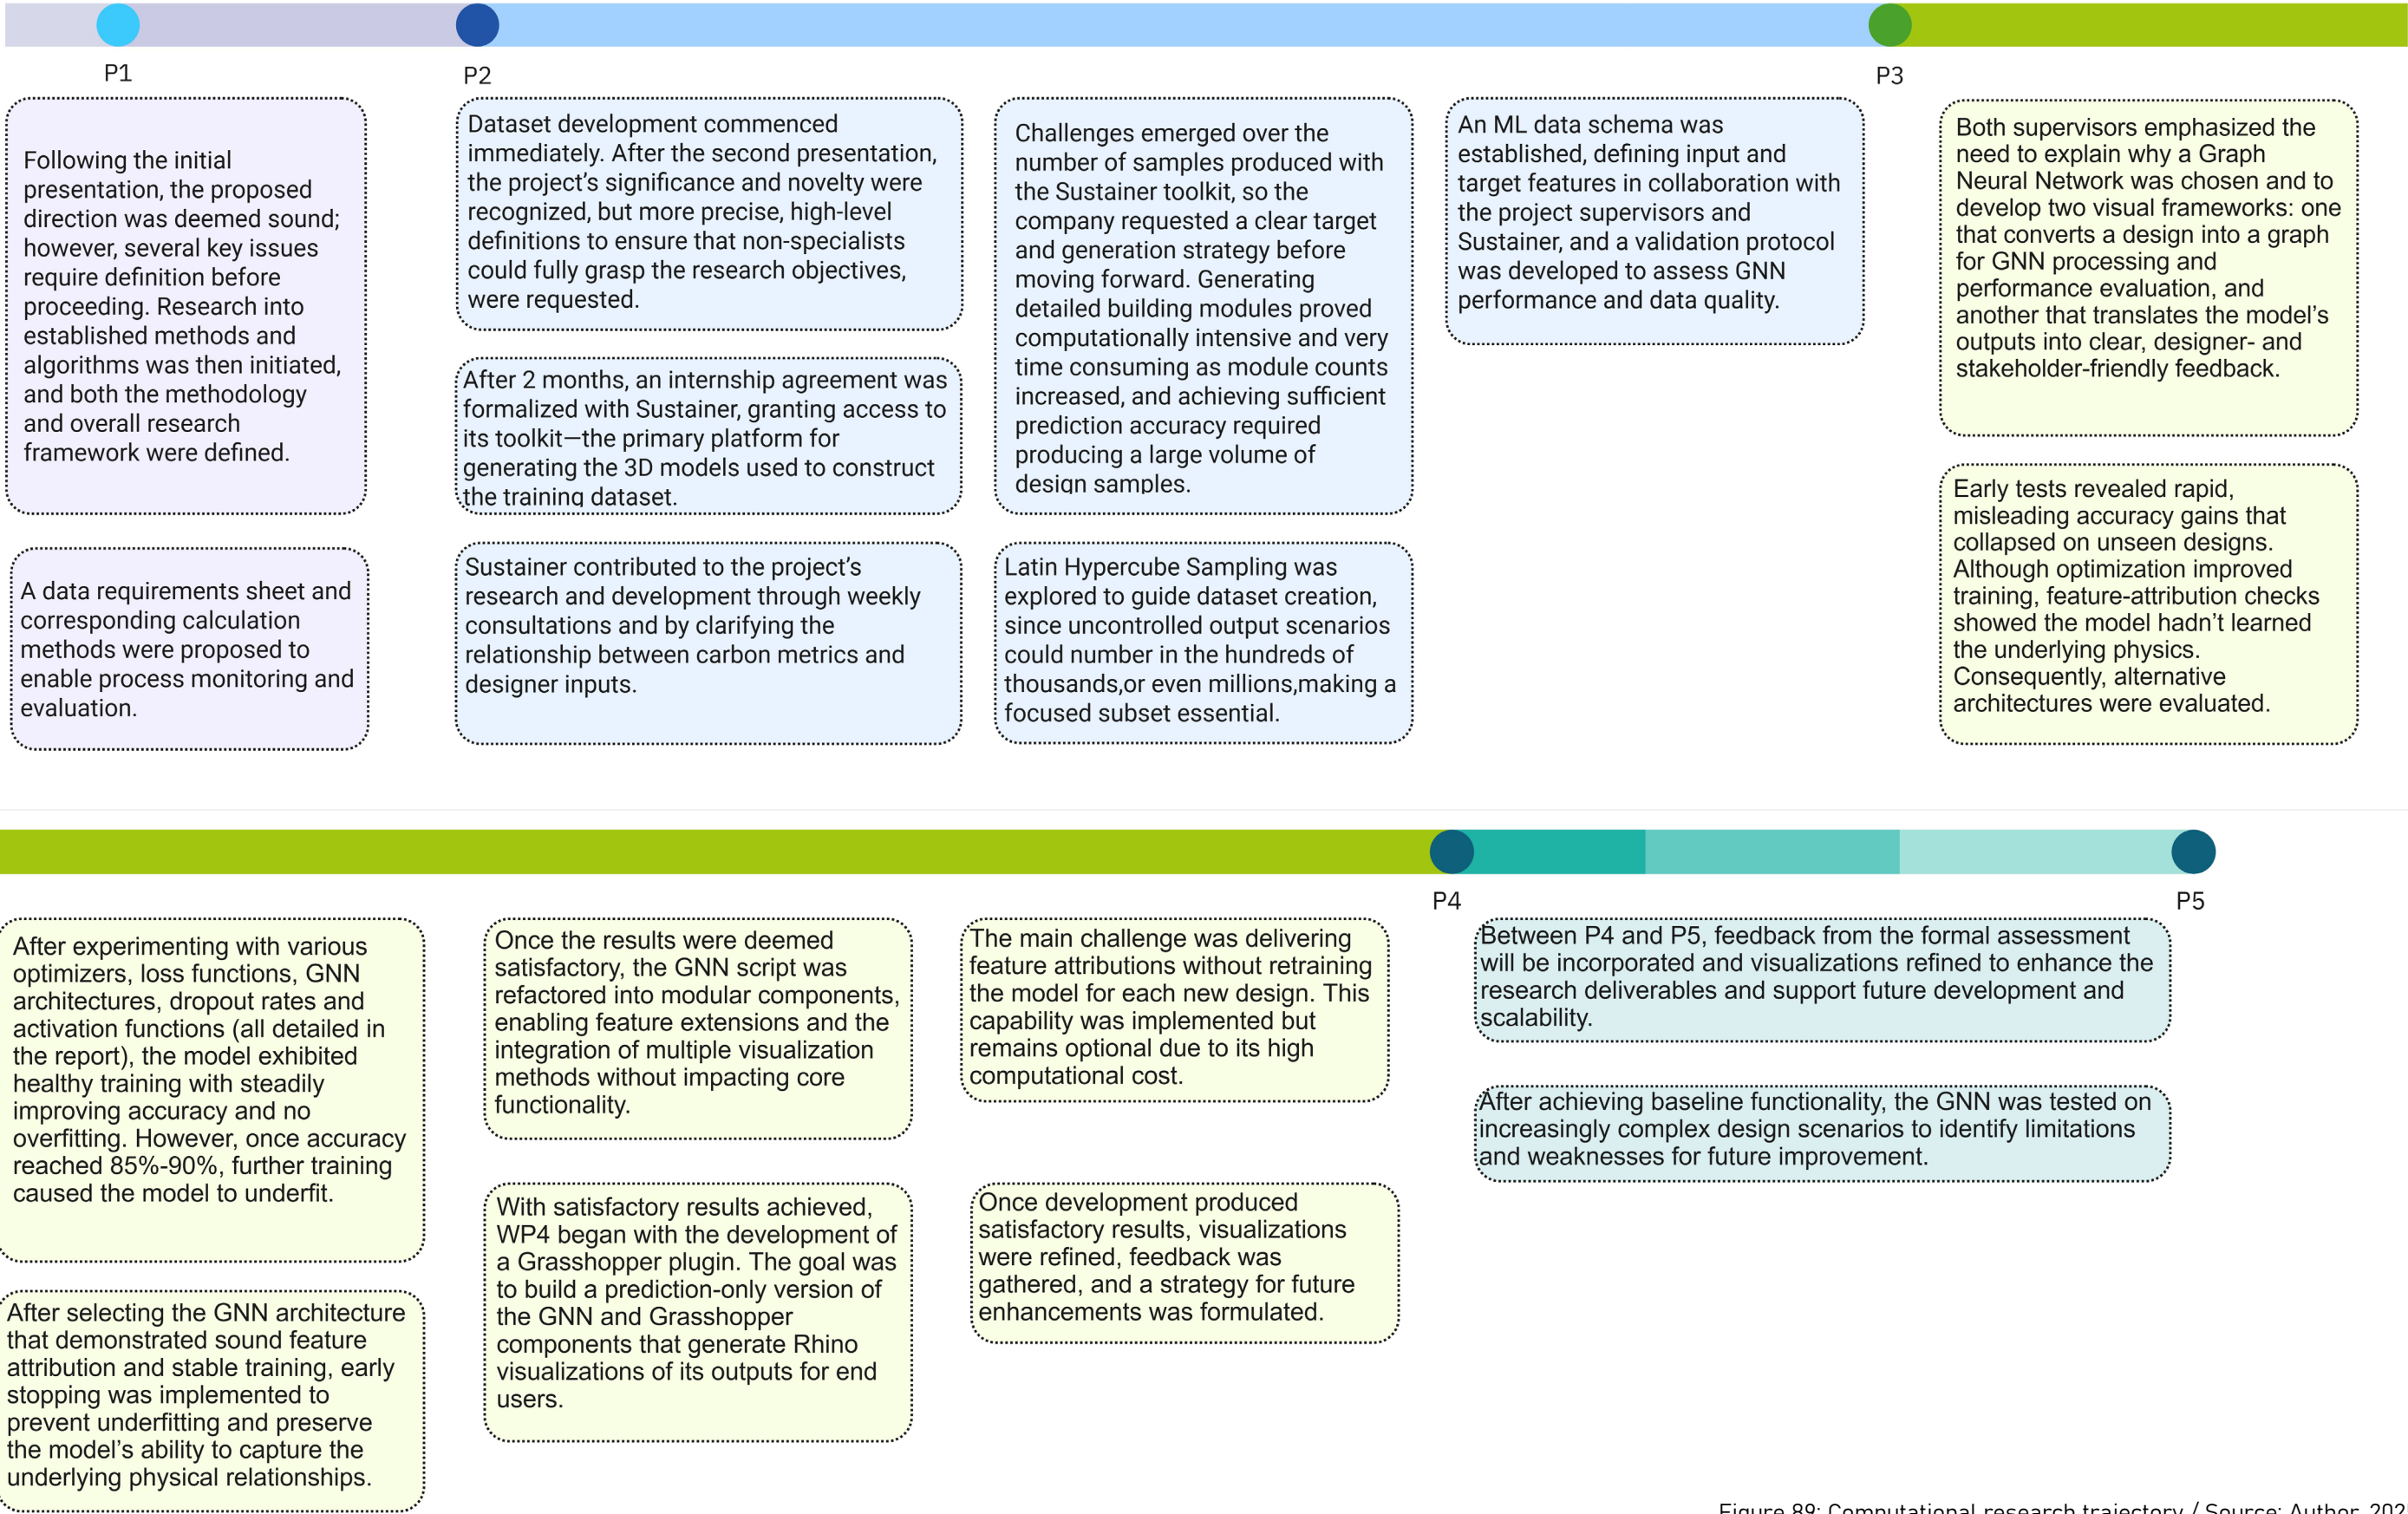 P1
P2
P3
Following the initial
presentation, the proposed
direction was deemed sound;
however, several key issues
require definition before
proceeding. Research into
established methods and
algorithms was then initiated,
and both the methodology
and overall research
framework were defined.
A data requirements sheet and
corresponding calculation
methods were proposed to
enable process monitoring and
evaluation.
Dataset development commenced
immediately. After the second presentation,
the project's significance and novelty were
recognized, but more precise, high-level
definitions to ensure that non-specialists
could fully grasp the research objectives,
were requested.
After 2 months, an internship agreement was
formalized with Sustainer, granting access to
its toolkit—the primary platform for
generating the 3D models used to construct
the training dataset.
Sustainer contributed to the project's
research and development through weekly
consultations and by clarifying the
relationship between carbon metrics and
designer inputs.
Challenges emerged over the
number of samples produced with
the Sustainer toolkit, so the
company requested a clear target
and generation strategy before
moving forward. Generating
detailed building modules proved
computationally intensive and very
time consuming as module counts
increased, and achieving sufficient
prediction accuracy required
producing a large volume of
design samples.
Latin Hypercube Sampling was
explored to guide dataset creation,
since uncontrolled output scenarios
could number in the hundreds of
thousands,or even millions,making a
focused subset essential.
An ML data schema was
established, defining input and
target features in collaboration with
the project supervisors and
Sustainer, and a validation protocol
was developed to assess GNN
performance and data quality.
Both supervisors emphasized the
need to explain why a Graph
Neural Network was chosen and to
develop two visual frameworks: one
that converts a design into a graph
for GNN processing and
performance evaluation, and
another that translates the model's
outputs into clear, designer- and
stakeholder-friendly feedback.
Early tests revealed rapid,
misleading accuracy gains that
collapsed on unseen designs.
Although optimization improved
training, feature-attribution checks
showed the model hadn't learned
the underlying physics.
Consequently, alternative
architectures were evaluated.
P4
P5
After experimenting with various
optimizers, loss functions, GNN
architectures, dropout rates and
activation functions (all detailed in
the report), the model exhibited
healthy training with steadily
improving accuracy and no
overfitting. However, once accuracy
reached 85%-90%, further training
caused the model to underfit.
After selecting the GNN architecture
that demonstrated sound feature
attribution and stable training, early
stopping was implemented to
prevent underfitting and preserve
the model's ability to capture the
underlying physical relationships.
Once the results were deemed
satisfactory, the GNN script was
refactored into modular components,
enabling feature extensions and the
integration of multiple visualization
methods without impacting core
functionality.
With satisfactory results achieved,
WP4 began with the development of
a Grasshopper plugin. The goal was
to build a prediction-only version of
the GNN and Grasshopper
components that generate Rhino
visualizations of its outputs for end
users.
The main challenge was delivering
feature attributions without retraining
the model for each new design. This
capability was implemented but
remains optional due to its high
computational cost.
Once development produced
satisfactory results, visualizations
were refined, feedback was
gathered, and a strategy for future
enhancements was formulated.
Between P4 and P5, feedback from the formal assessment
will be incorporated and visualizations refined to enhance the
research deliverables and support future development and
scalability.
After achieving baseline functionality, the GNN was tested on
increasingly complex design scenarios to identify limitations
and weaknesses for future improvement.
Figure 89: Computational research trajectory / Source: Author,